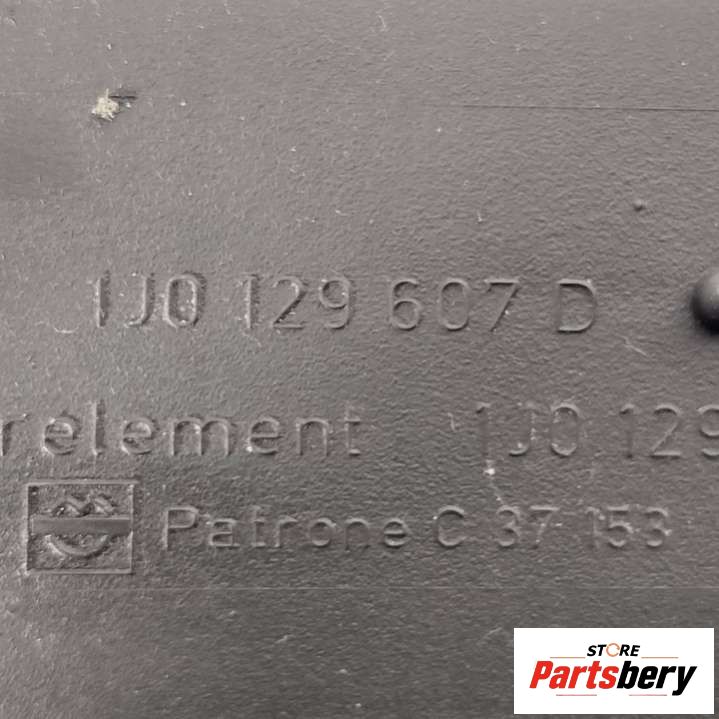 1J0 129 607 D
relement 1J0 129
Patrone C 37 153
STORE
Partsbery